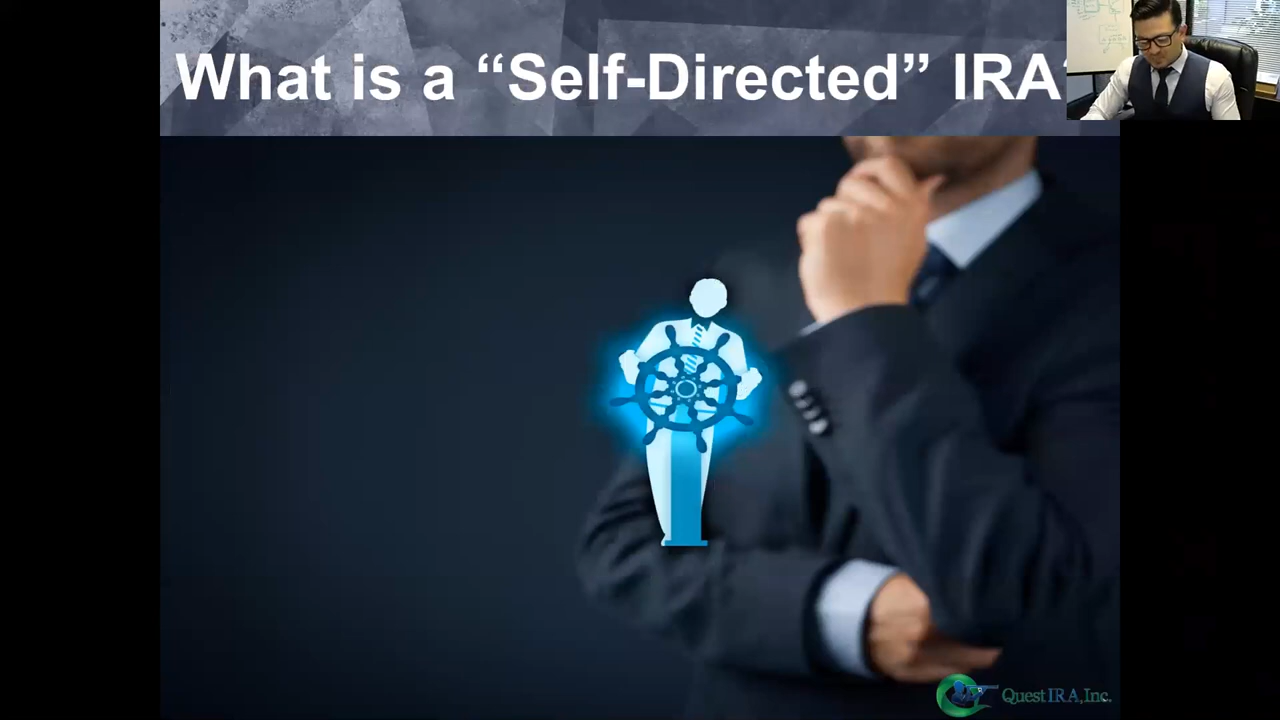 What is a “Self-Directed” IRA?
Quest IRA, Inc.